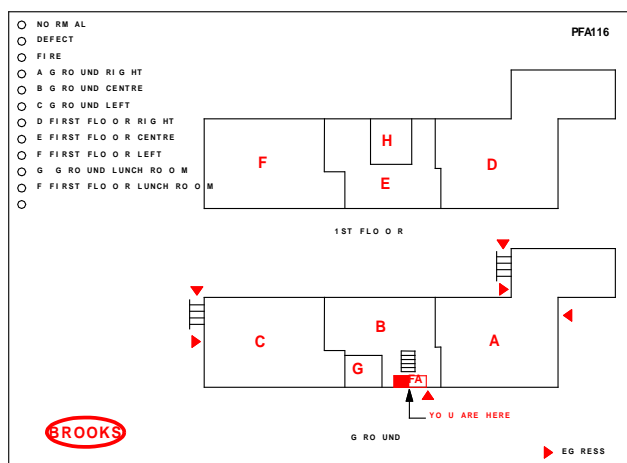 NORMAL
PFA116
DEFECT
FIRE
A GROUND RIGHT
B GROUND CENTRE
C GROUND LEFT
D FIRST FLOOR RIGHT
E FIRST FLOOR CENTRE
F FIRST FLOOR LEFT
G GROUND LUNCH ROOM
F FIRST FLOOR LUNCH ROOM
H
F
E
D
1ST FLOOR
C
B
A
G
FA
YOU ARE HERE
BROOKS
GROUND
EGRESS